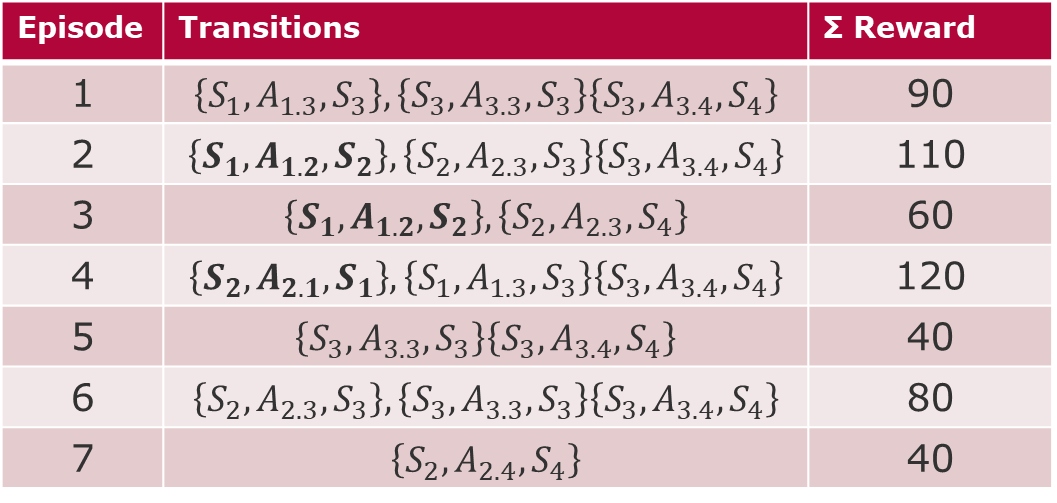 Episode Transitions Σ Reward
1 {S₁, A₁.₃, S₃}, {S₃, A₃.₃, S₃}{S₃, A₃.₄, S₄} 90
2 {S₁, A₁.₂, S₂}, {S₂, A₂.₃, S₃}{S₃, A₃.₄, S₄} 110
3 {S₁, A₁.₂, S₂}, {S₂, A₂.₃, S₄} 60
4 {S₂, A₂.₁, S₁}, {S₁, A₁.₃, S₃}{S₃, A₃.₄, S₄} 120
5 {S₃, A₃.₃, S₃}{S₃, A₃.₄, S₄} 40
6 {S₂, A₂.₃, S₃}, {S₃, A₃.₃, S₃}{S₃, A₃.₄, S₄} 80
7 {S₂, A₂.₄, S₄} 40